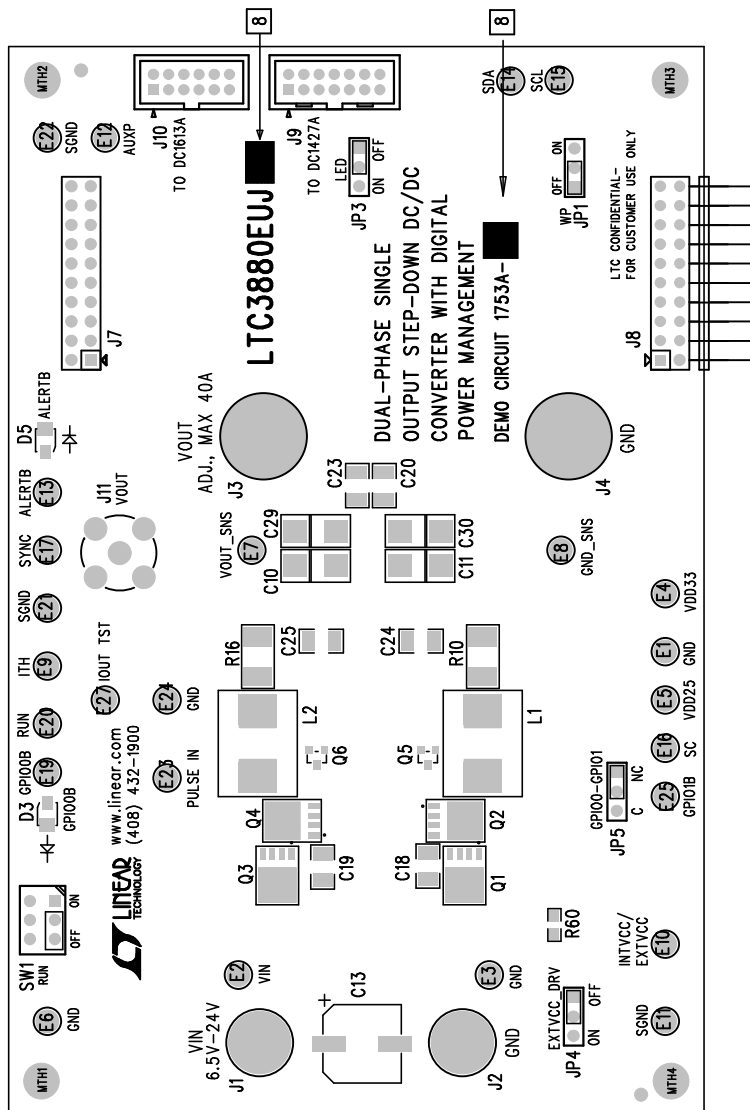 8
8
MTH2
E22
SGND
E12
AUXP
J10
TO DC1613A
J9
TO DC1427A
SDA
E14
SCL
E15
MTH3
LED
ON
OFF
JP3
LTC3880EUJ
WP
OFF
ON
JP1
J7
DUAL-PHASE SINGLE
OUTPUT STEP-DOWN DC/DC
CONVERTER WITH DIGITAL
POWER MANAGEMENT
DEMO CIRCUIT 1753A-
LTC CONFIDENTIAL-
FOR CUSTOMER USE ONLY
J8
D5
ALERTB
VOUT
ADJ., MAX 40A
J3
J4
GND
ALERTB
E13
J11
VOUT
C23
C20
SYNC
E17
VOUT_SNS
E7
C29
C10
C30
C11
E8
GND_SNS
SGND
E21
ITH
E9
E27
IOUT TST
E24
GND
R16
C25
C24
R10
E4
VDD33
E1
GND
E5
VDD25
E16
SC
E25
GPIO1B
RUN
E20
GPIO0B
E19
D3
GPIO0B
E23
PULSE IN
L2
L1
Q6
Q5
Q4
Q2
Q3
C19
C18
Q1
GPIO0-GPIO1
C
NC
JP5
LT LINEAR
TECHNOLOGY
www.linear.com
(408) 432-1900
SW1
RUN
OFF
ON
R60
E6
GND
E2
VIN
VIN
6.5V-24V
J1
+
C13
E3
GND
J2
GND
EXTVCC_DRV
ON
OFF
JP4
INTVCC/
EXTVCC
E10
SGND
E11
MTH1
MTH4